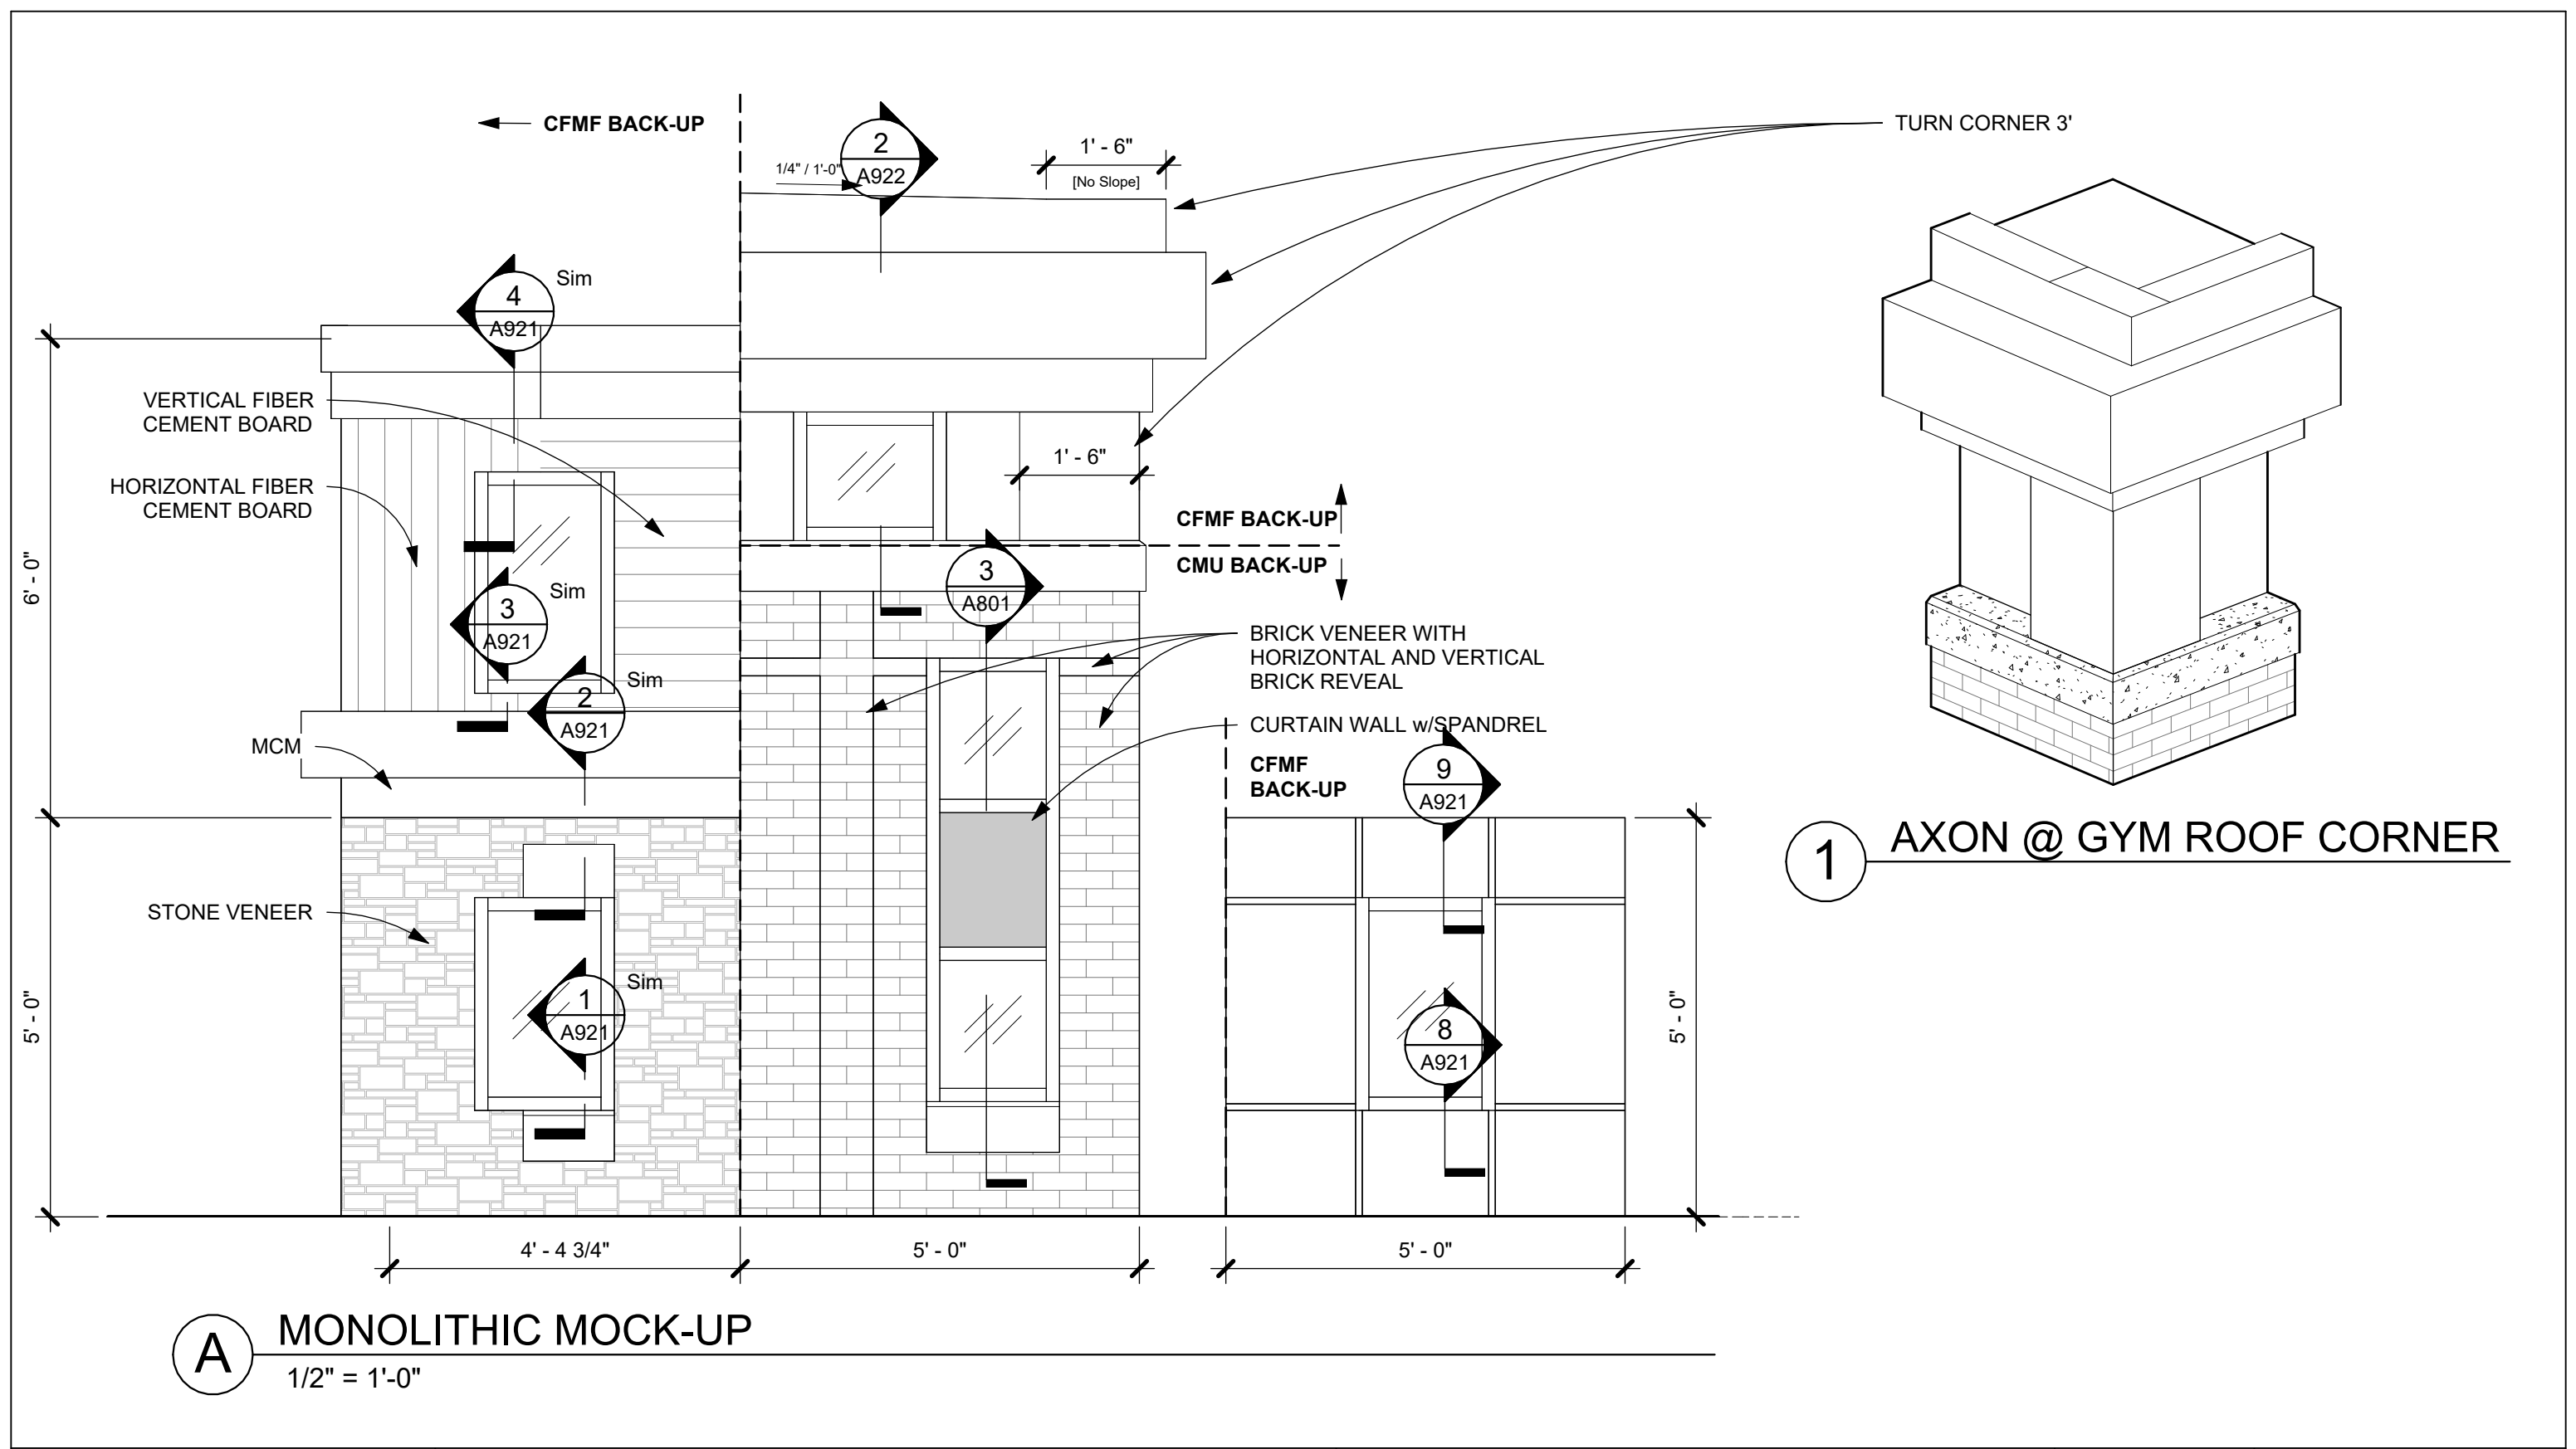 CFMF BACK-UP
2
A922
1/4" / 1'-0"
1' - 6"
[No Slope]
TURN CORNER 3'
4
A921
Sim
VERTICAL FIBER
CEMENT BOARD
HORIZONTAL FIBER
CEMENT BOARD
1' - 6"
CFMF BACK-UP
CMU BACK-UP
6' - 0"
3
A921
Sim
3
A801
2
A921
Sim
BRICK VENEER WITH
HORIZONTAL AND VERTICAL
BRICK REVEAL
CURTAIN WALL w/SPANDREL
MCM
CFMF
BACK-UP
9
A921
1
AXON @ GYM ROOF CORNER
STONE VENEER
5' - 0"
1
A921
Sim
8
A921
5' - 0"
4' - 4 3/4"
5' - 0"
5' - 0"
A
MONOLITHIC MOCK-UP
1/2" = 1'-0"